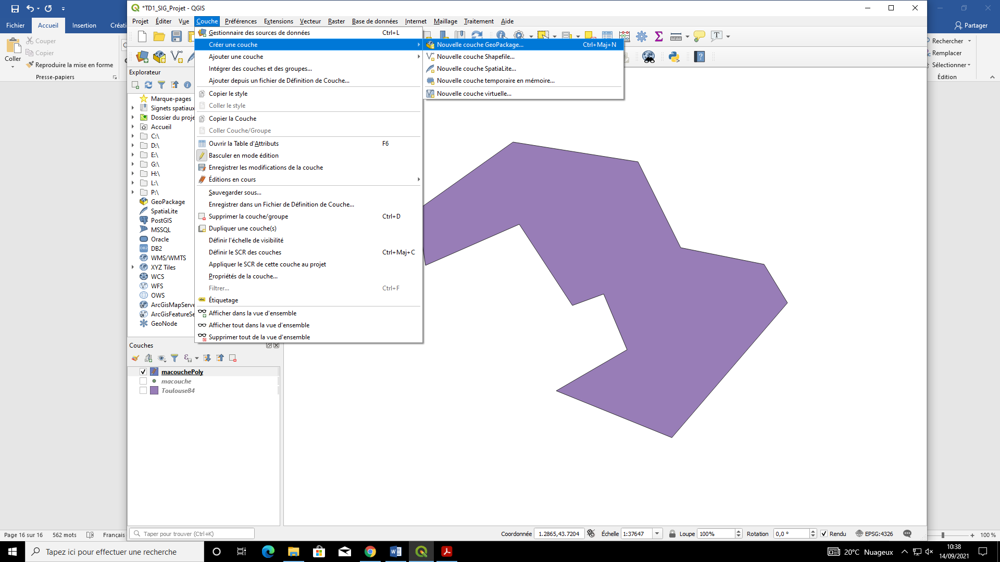 *TD1_SIG_Projet - QGIS
Fichier
Accueil
Insertion
Créati
Partager
Projet Éditer Vue Couche Préférences Extensions Vecteur Raster Base de données Internet Maillage Traitement Aide
Couper
Copier
Coller
Reproduire la mise en forme
Presse-papiers
Rechercher
Remplacer
Sélectionner
Édition
Gestionnaire des sources de données Ctrl+L
Créer une couche
Ajouter une couche
Intégrer des couches et des groupes...
Ajouter depuis un fichier de Définition de Couche...
Copier le style
Coller le style
Copier la Couche
Coller Couche/Groupe
Ouvrir la Table d'Attributs F6
Basculer en mode édition
Enregistrer les modifications de la couche
Éditions en cours
Sauvegarder sous...
Enregistrer dans un Fichier de Définition de Couche...
Supprimer la couche/groupe Ctrl+D
Dupliquer une couche(s)
Définir l'échelle de visibilité
Définir le SCR des couches Ctrl+Maj+C
Appliquer le SCR de cette couche au projet
Propriétés de la couche...
Filtrer... Ctrl+F
abc Étiquetage
Afficher dans la vue d'ensemble
Afficher tout dans la vue d'ensemble
Supprimer tout de la vue d'ensemble
Nouvelle couche GeoPackage... Ctrl+Maj+N
Nouvelle couche Shapefile...
Nouvelle couche SpatiaLite...
Nouvelle couche temporaire en mémoire...
Nouvelle couche virtuelle...
Explorateur
Marque-pages
Signets spatiaux
Dossier du proje
Accueil
C:\
D:\
E:\
G:\
H:\
L:\
P:\
GeoPackage
SpatiaLite
PostGIS
MSSQL
Oracle
DB2 DB2
WMS/WMTS
XYZ Tiles
WCS
WFS
OWS
ArcGisMapServe
ArcGisFeatureSe
GeoNode
Couches
macouchePoly
macouche
Toulouse84
Taper pour trouver (Ctrl+K)
Coordonnée 1.2865,43.7204 Échelle 1:37647 Loupe 100% Rotation 0,0 ° Rendu EPSG:4326
Page 16 sur 16 562 mots Français
100 %
Tapez ici pour effectuer une recherche
20°C Nuageux
10:38
14/09/2021